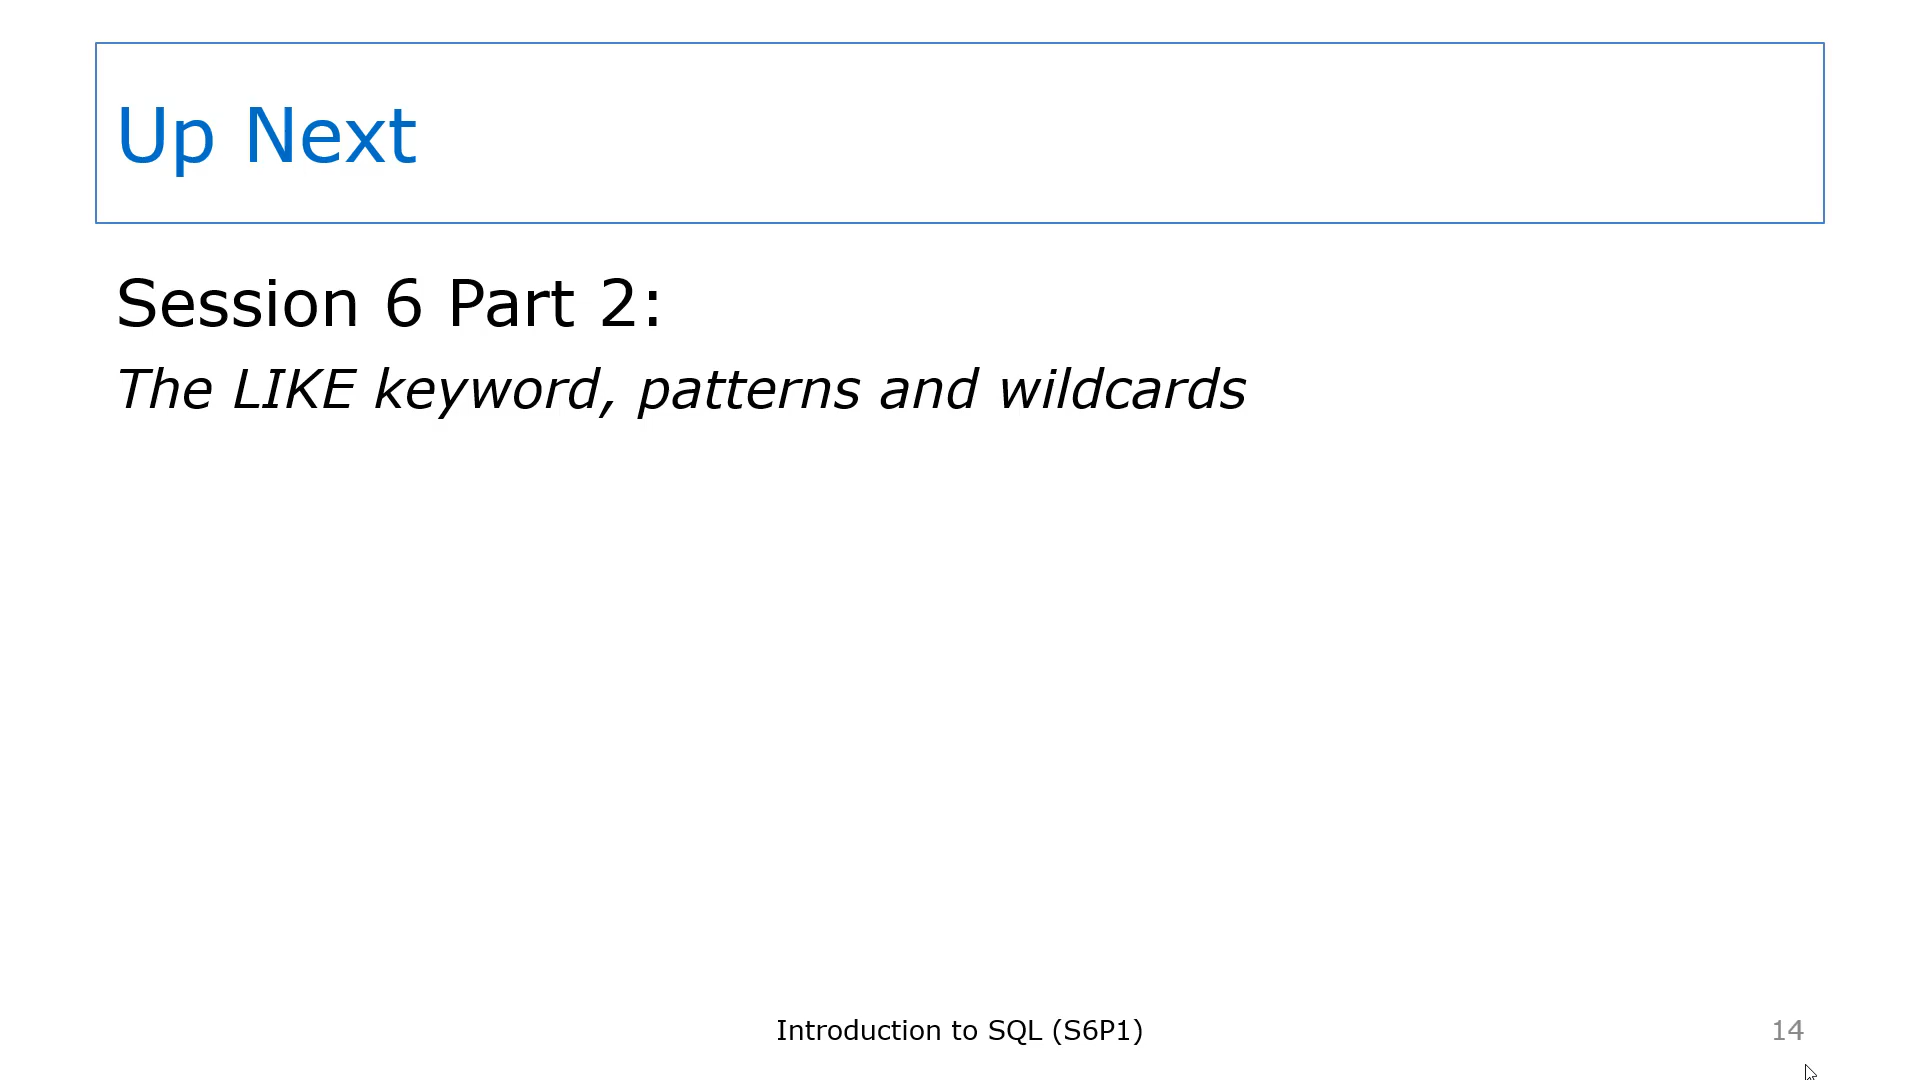 Up Next
Session 6 Part 2:
The LIKE keyword, patterns and wildcards
Introduction to SQL (S6P1)
14